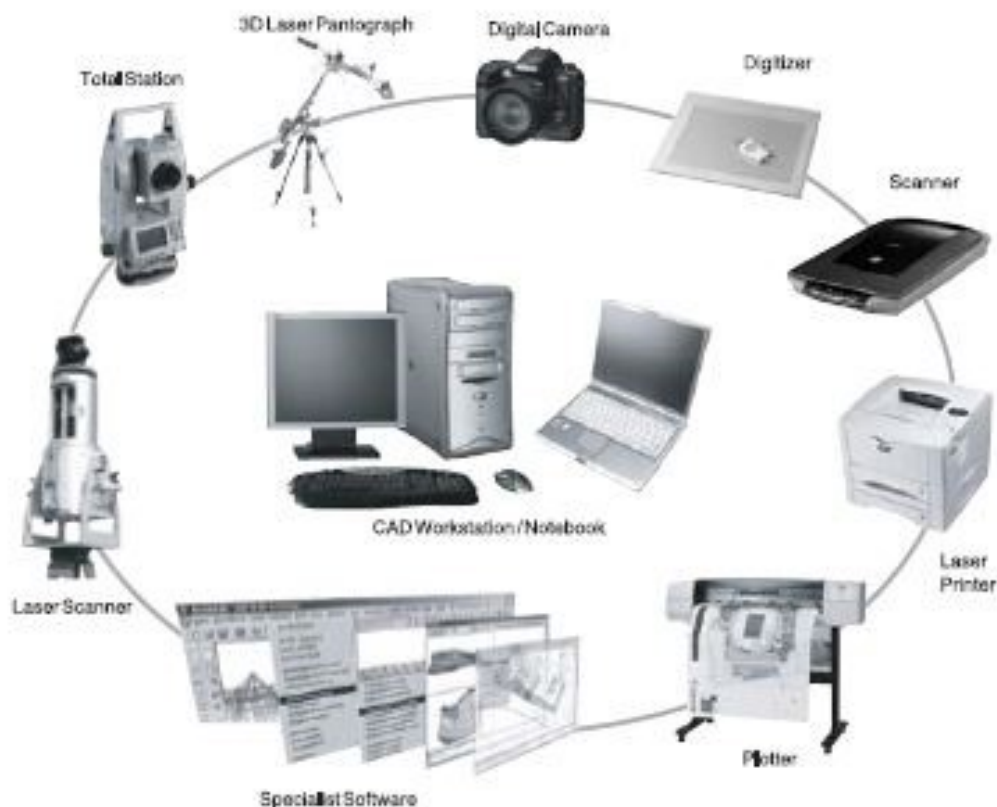 3D Laser Pantograph
Digital Camera
Digitizer
Total Station
Scanner
CAD Workstation / Notebook
Laser
Printer
Laser Scanner
Plotter
Specialist Software